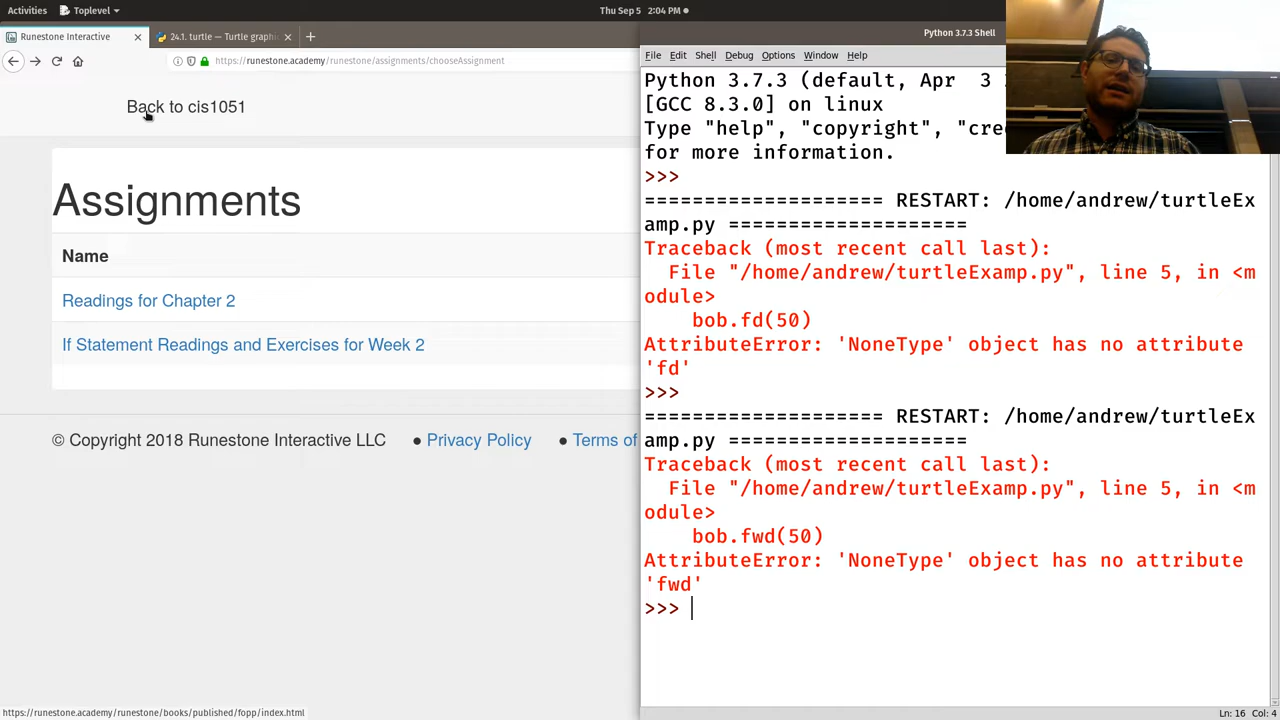 Activities
Toplevel
Thu Sep 5 2:04 PM
Runestone Interactive
24.1. turtle — Turtle graphi
Python 3.7.3 Shell
https://runestone.academy/runestone/assignments/chooseAssignment
File Edit Shell Debug Options Window Help
Back to cis1051
Assignments
Name
Readings for Chapter 2
If Statement Readings and Exercises for Week 2
© Copyright 2018 Runestone Interactive LLC ● Privacy Policy ● Terms of
https://runestone.academy/runestone/books/published/fopp/index.html
Python 3.7.3 (default, Apr 3
[GCC 8.3.0] on linux
Type "help", "copyright", "cre
for more information.
>>>
==================== RESTART: /home/andrew/turtleEx
amp.py ====================
Traceback (most recent call last):
File "/home/andrew/turtleExamp.py", line 5, in <m
odule>
bob.fd(50)
AttributeError: 'NoneType' object has no attribute
'fd'
>>>
==================== RESTART: /home/andrew/turtleEx
amp.py ====================
Traceback (most recent call last):
File "/home/andrew/turtleExamp.py", line 5, in <m
odule>
bob.fwd(50)
AttributeError: 'NoneType' object has no attribute
'fwd'
>>>
Ln: 16 Col: 4